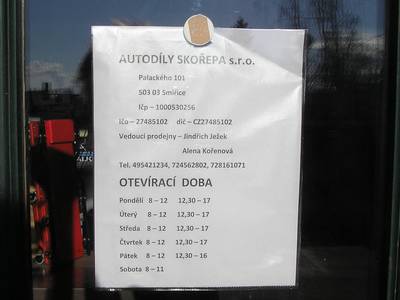 AUTODÍLY SKOŘEPA s.r.o.
Palackého 101
503 03 Smiřice
Ičp – 1000530256
Ičo – 27485102 dič – CZ27485102
Vedoucí prodejny – Jindřich Ježek
Alena Kořenová
Tel. 495421234, 724562802, 728161071
OTEVÍRACÍ DOBA
Pondělí 8 – 12 12,30 – 17
Úterý 8 – 12 12,30 – 17
Středa 8 – 12 12,30 – 17
Čtvrtek 8 – 12 12,30 – 17
Pátek 8 – 12 12,30 – 16
Sobota 8 – 11